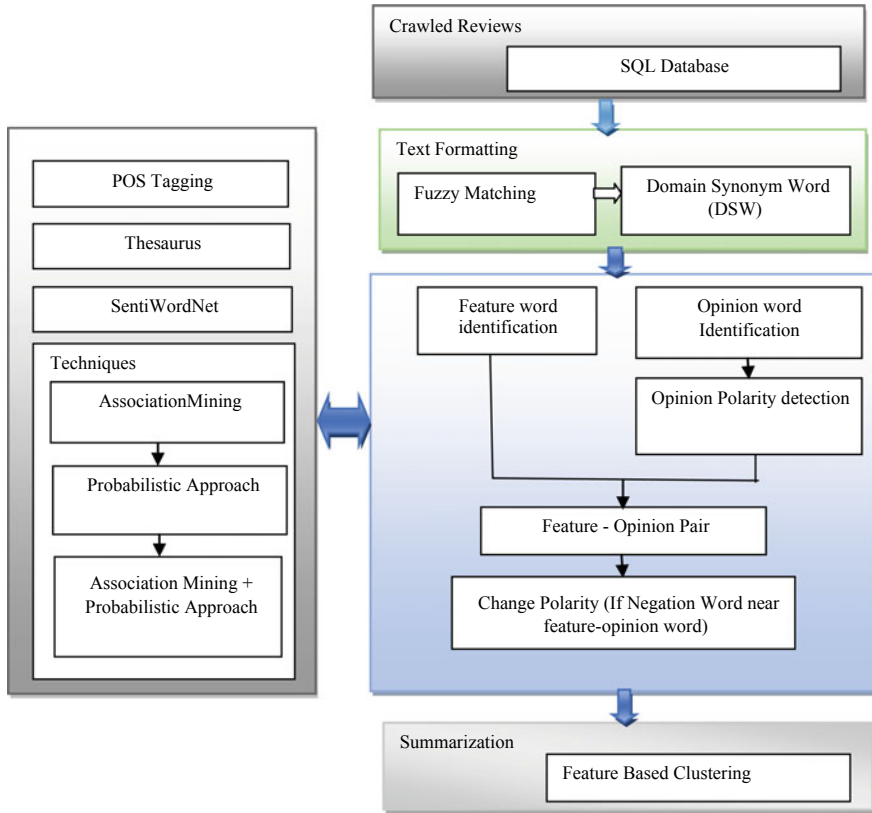 Crawled Reviews
SQL Database
Text Formatting
Fuzzy Matching
Domain Synonym Word
(DSW)
POS Tagging
Thesaurus
SentiWordNet
Techniques
AssociationMining
Probabilistic Approach
Association Mining +
Probabilistic Approach
Feature word
identification
Opinion word
Identification
Opinion Polarity detection
Feature - Opinion Pair
Change Polarity (If Negation Word near
feature-opinion word)
Summarization
Feature Based Clustering